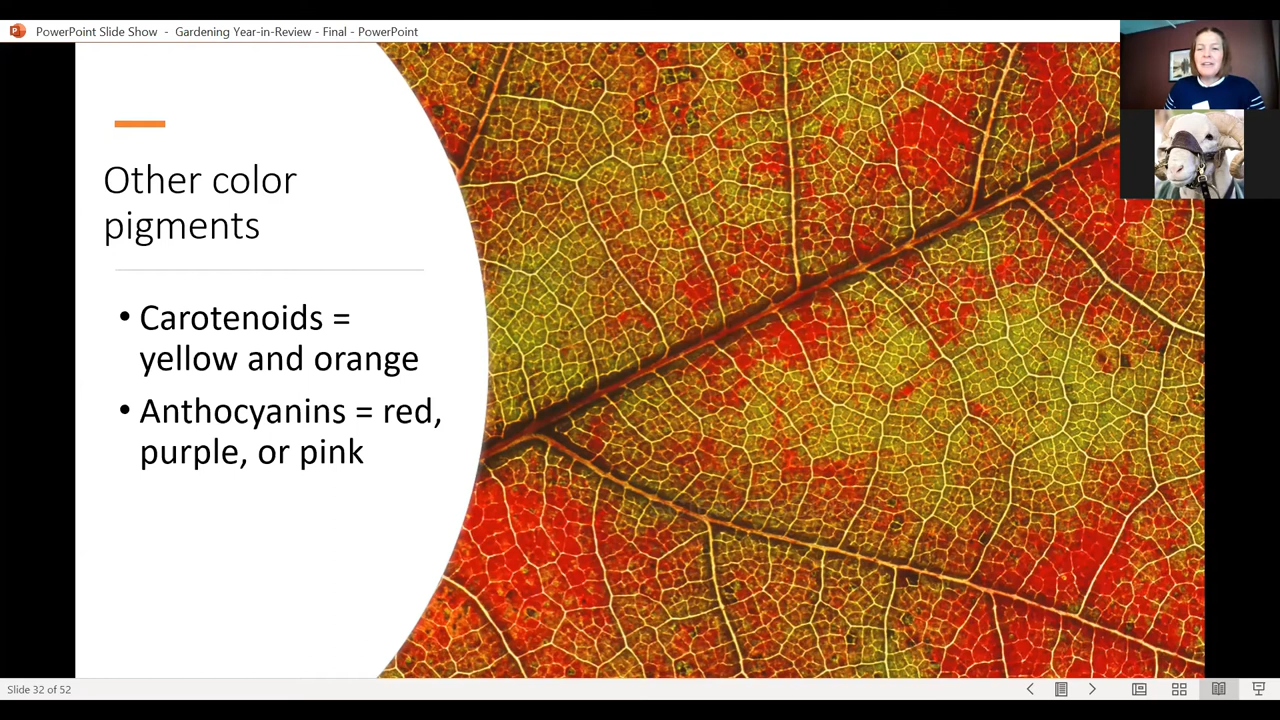 PowerPoint Slide Show - Gardening Year-in-Review - Final - PowerPoint
Other color
pigments
• Carotenoids =
yellow and orange
• Anthocyanins = red,
purple, or pink
Slide 32 of 52